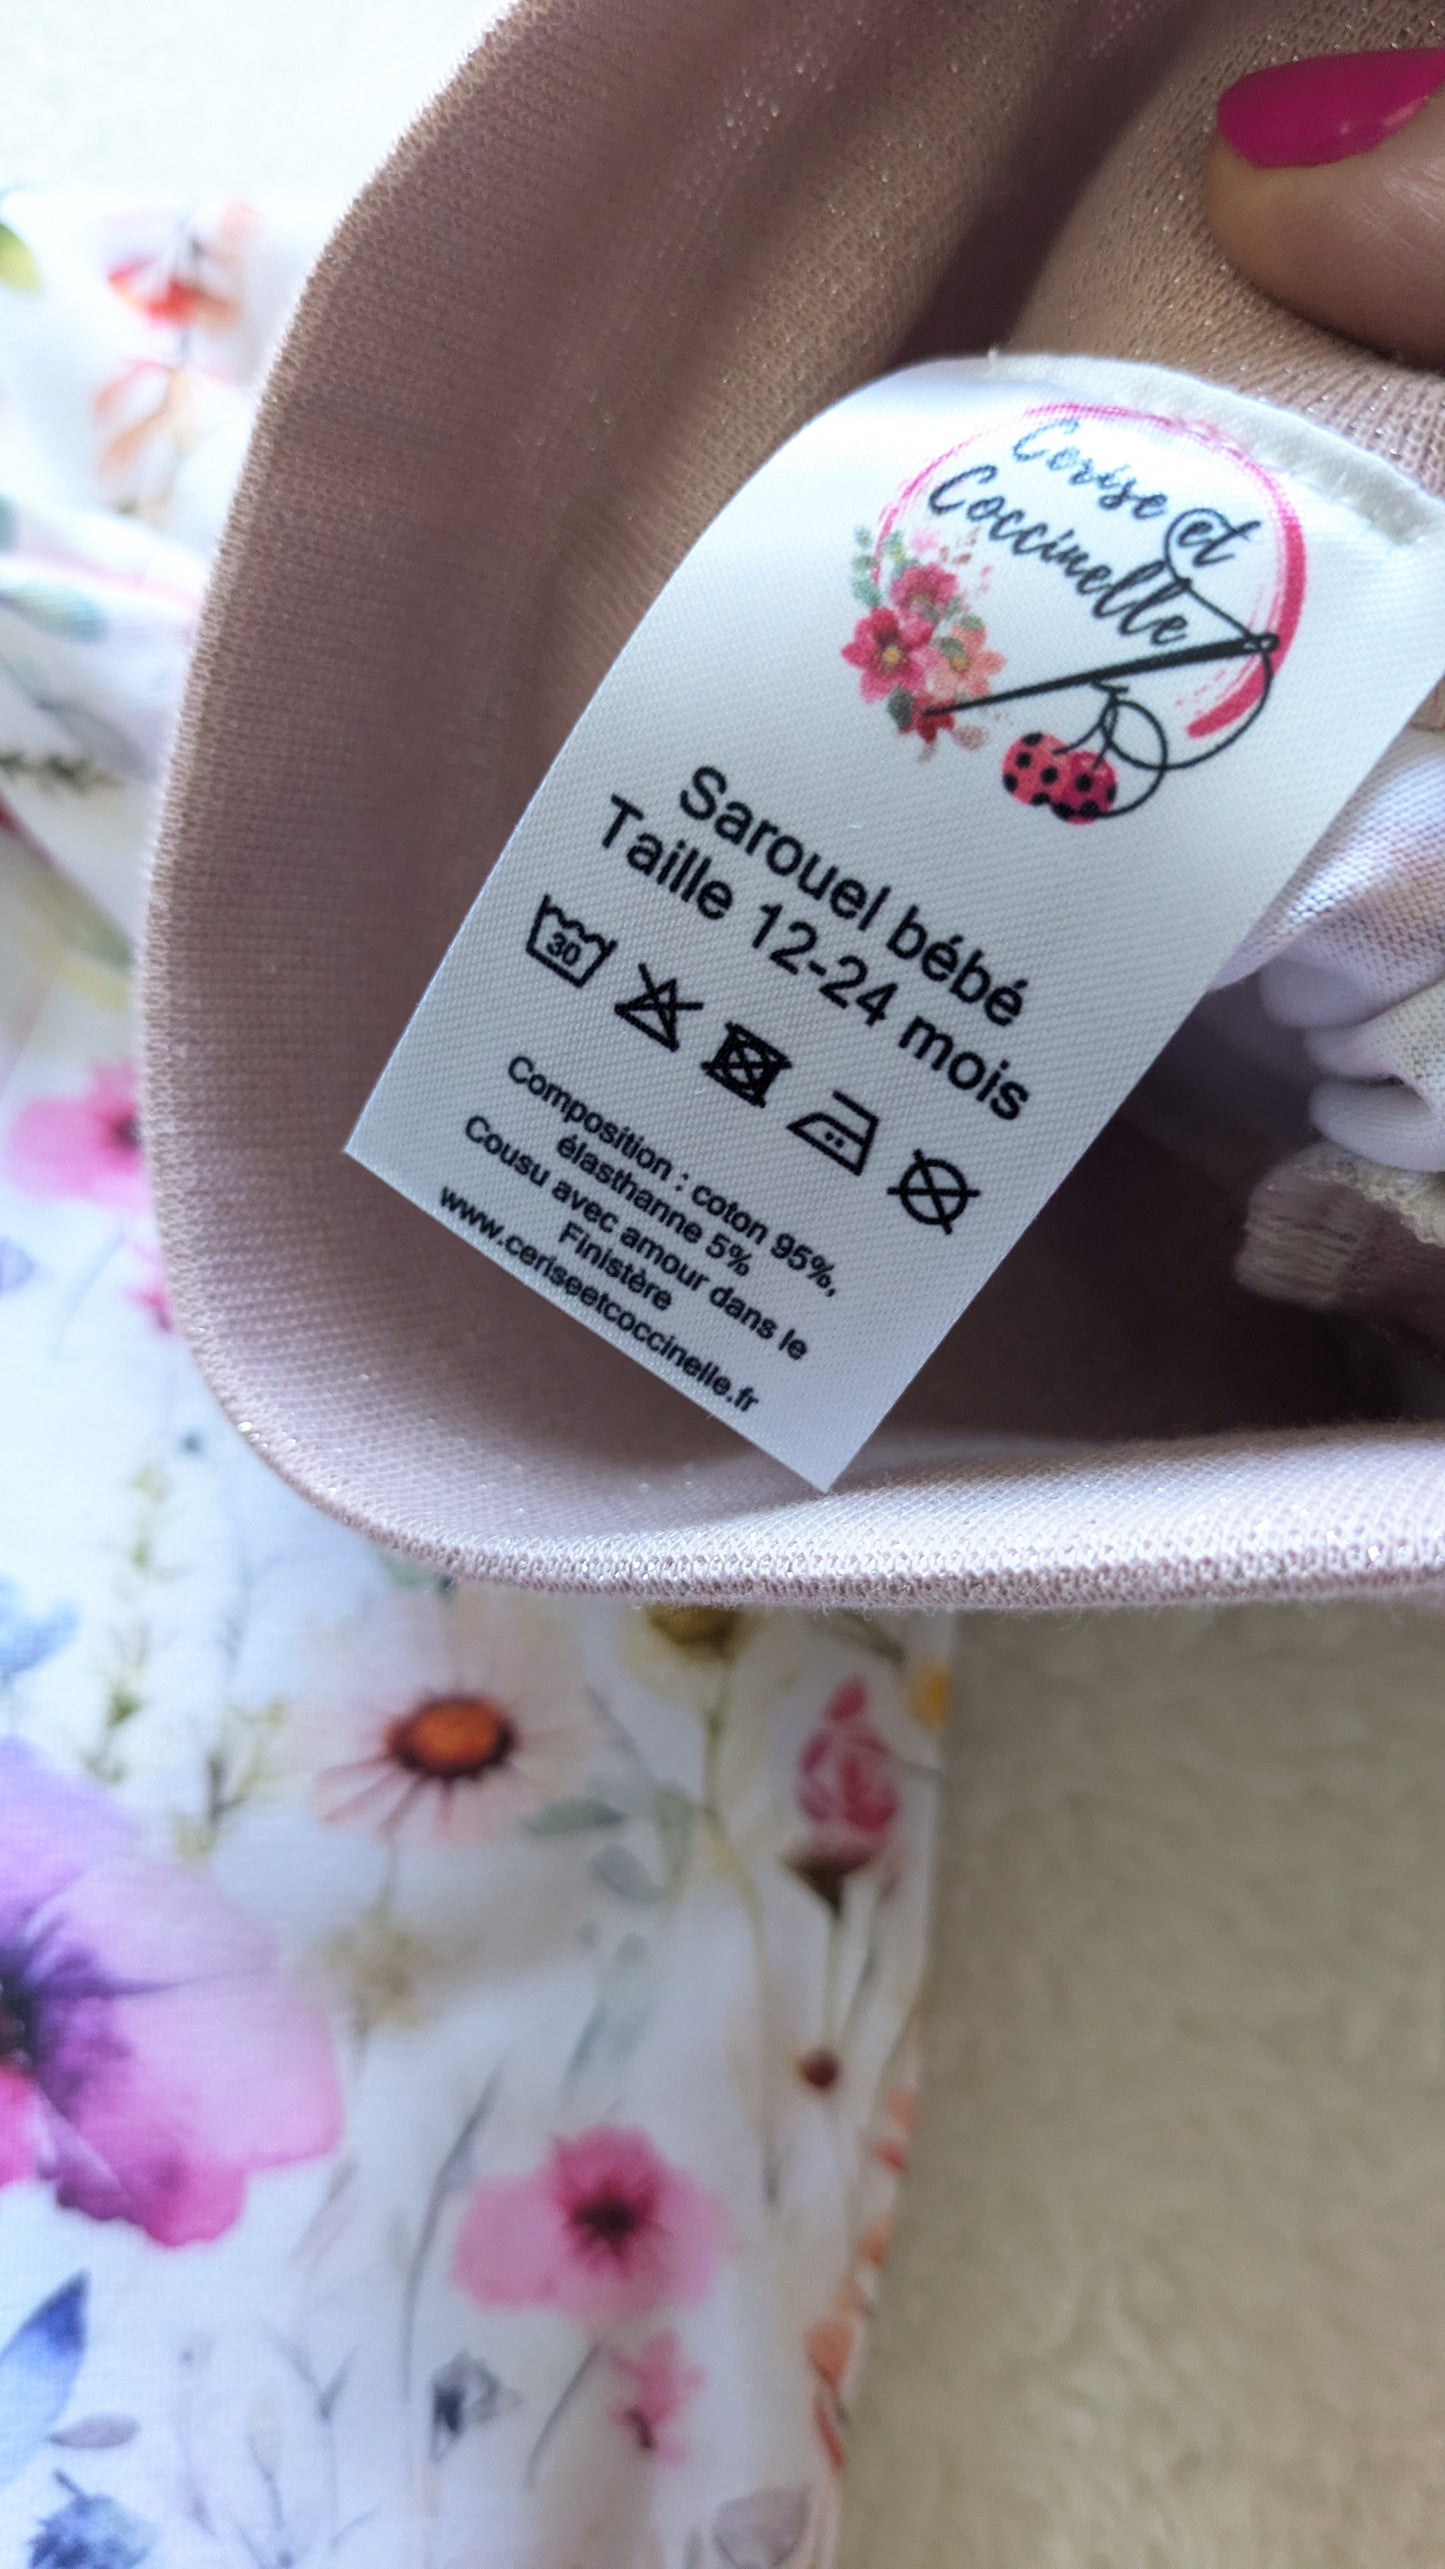 Cerise et
Coccinelle
Sarouel bébé
Taille 12-24 mois
30
Composition : coton 95%,
élasthanne 5%
Cousu avec amour dans le
Finistère
www.ceriseetcoccinelle.fr